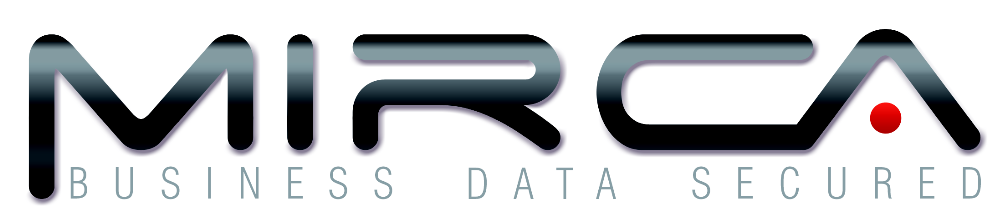 MIRCA
BUSINESS DATA SECURED